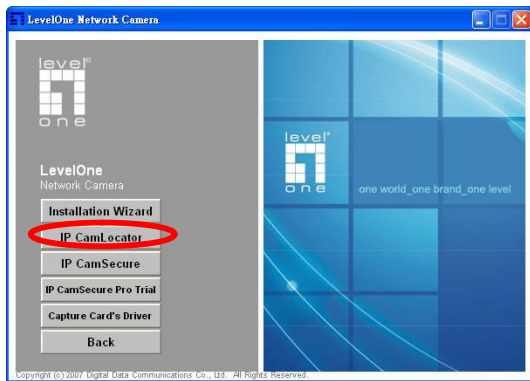 LevelOne Network Camera
level®
one
LevelOne
Network Camera
Installation Wizard
IP CamLocator
IP CamSecure
IP CamSecure Pro Trial
Capture Card's Driver
Back
level®
one
one world_one brand_one level
Copyright (c) 2007 Digital Data Communications Co., Ltd. All Rights Reserved.